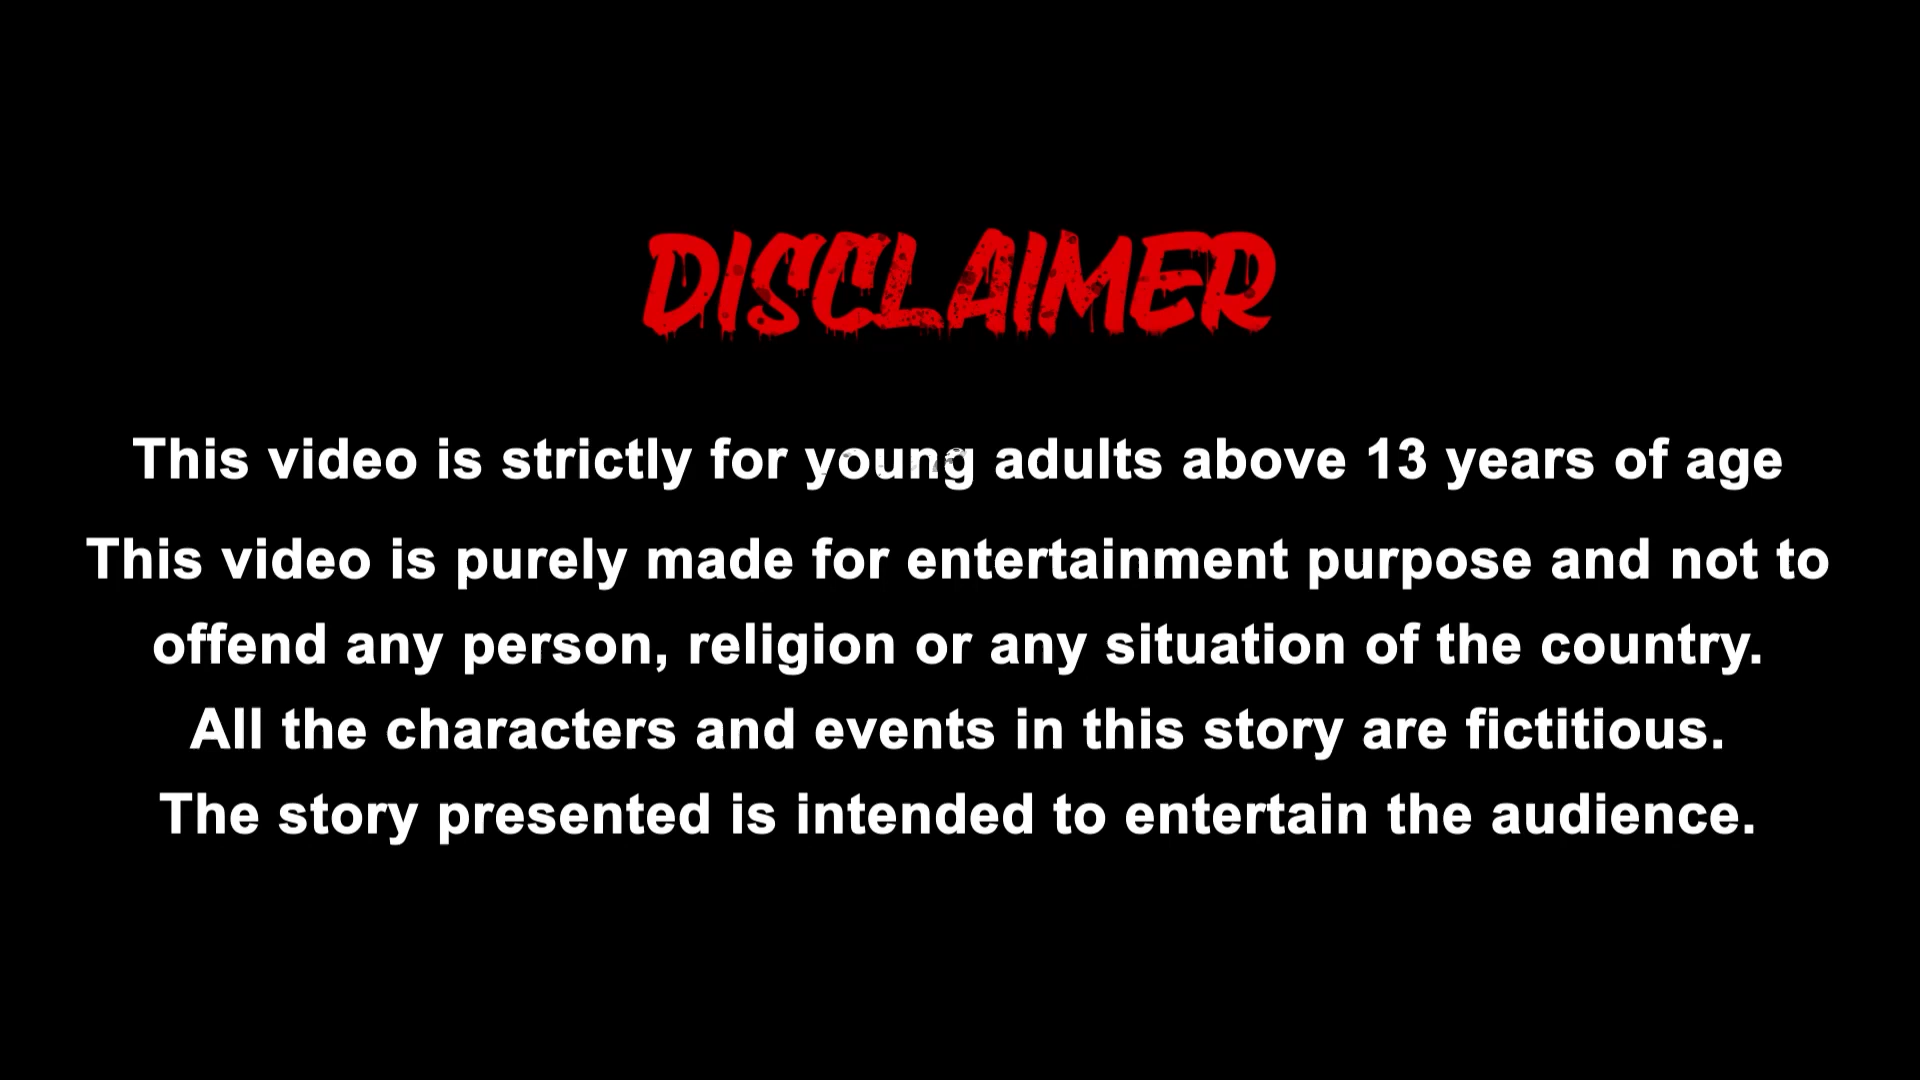 DISCLAIMER
This video is strictly for young adults above 13 years of age
This video is purely made for entertainment purpose and not to
offend any person, religion or any situation of the country.
All the characters and events in this story are fictitious.
The story presented is intended to entertain the audience.